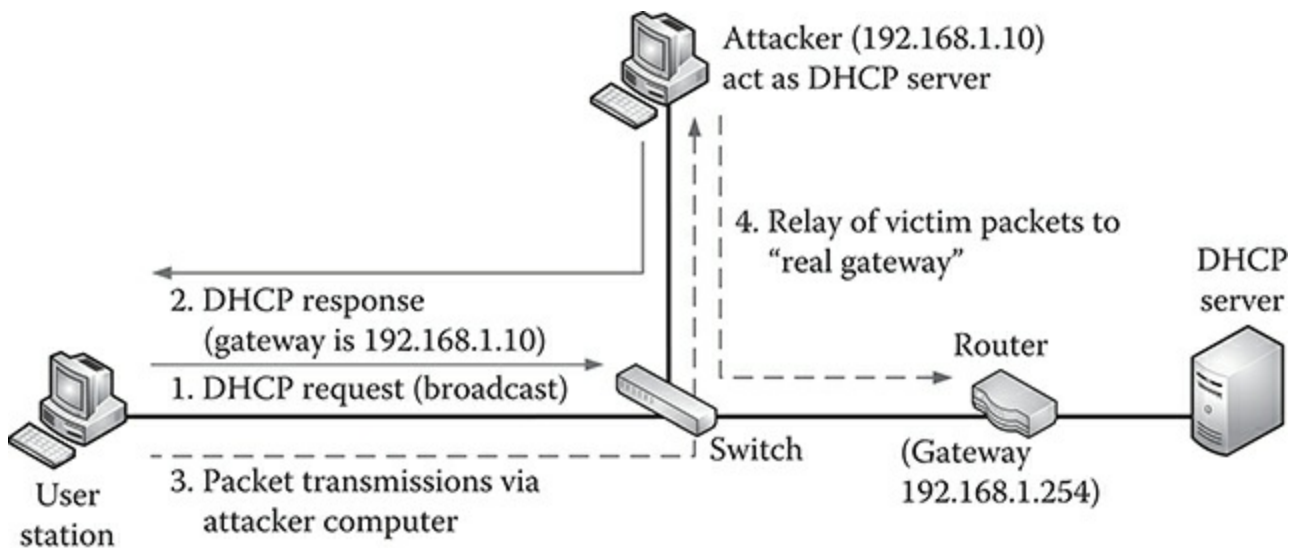 Attacker (192.168.1.10)
act as DHCP server
4. Relay of victim packets to
“real gateway”
DHCP
server
2. DHCP response
(gateway is 192.168.1.10)
Router
1. DHCP request (broadcast)
Switch
(Gateway
192.168.1.254)
3. Packet transmissions via
attacker computer
User
station